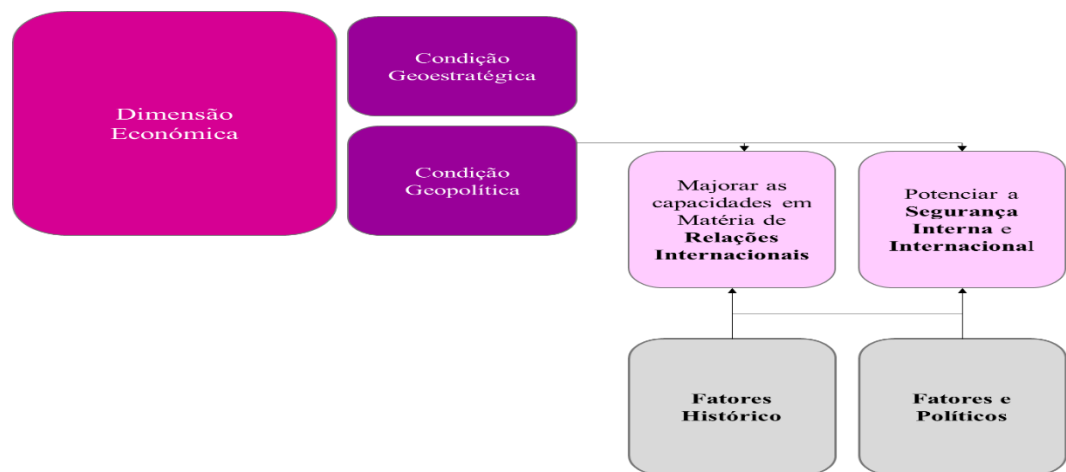 Dimensão
Económica
Condição
Geoestratégica
Condição
Geopolítica
Majorar as
capacidades em
Matéria de
Relações
Internacionais
Potenciar a
Segurança
Interna e
Internacional
Fatores
Histórico
Fatores e
Políticos